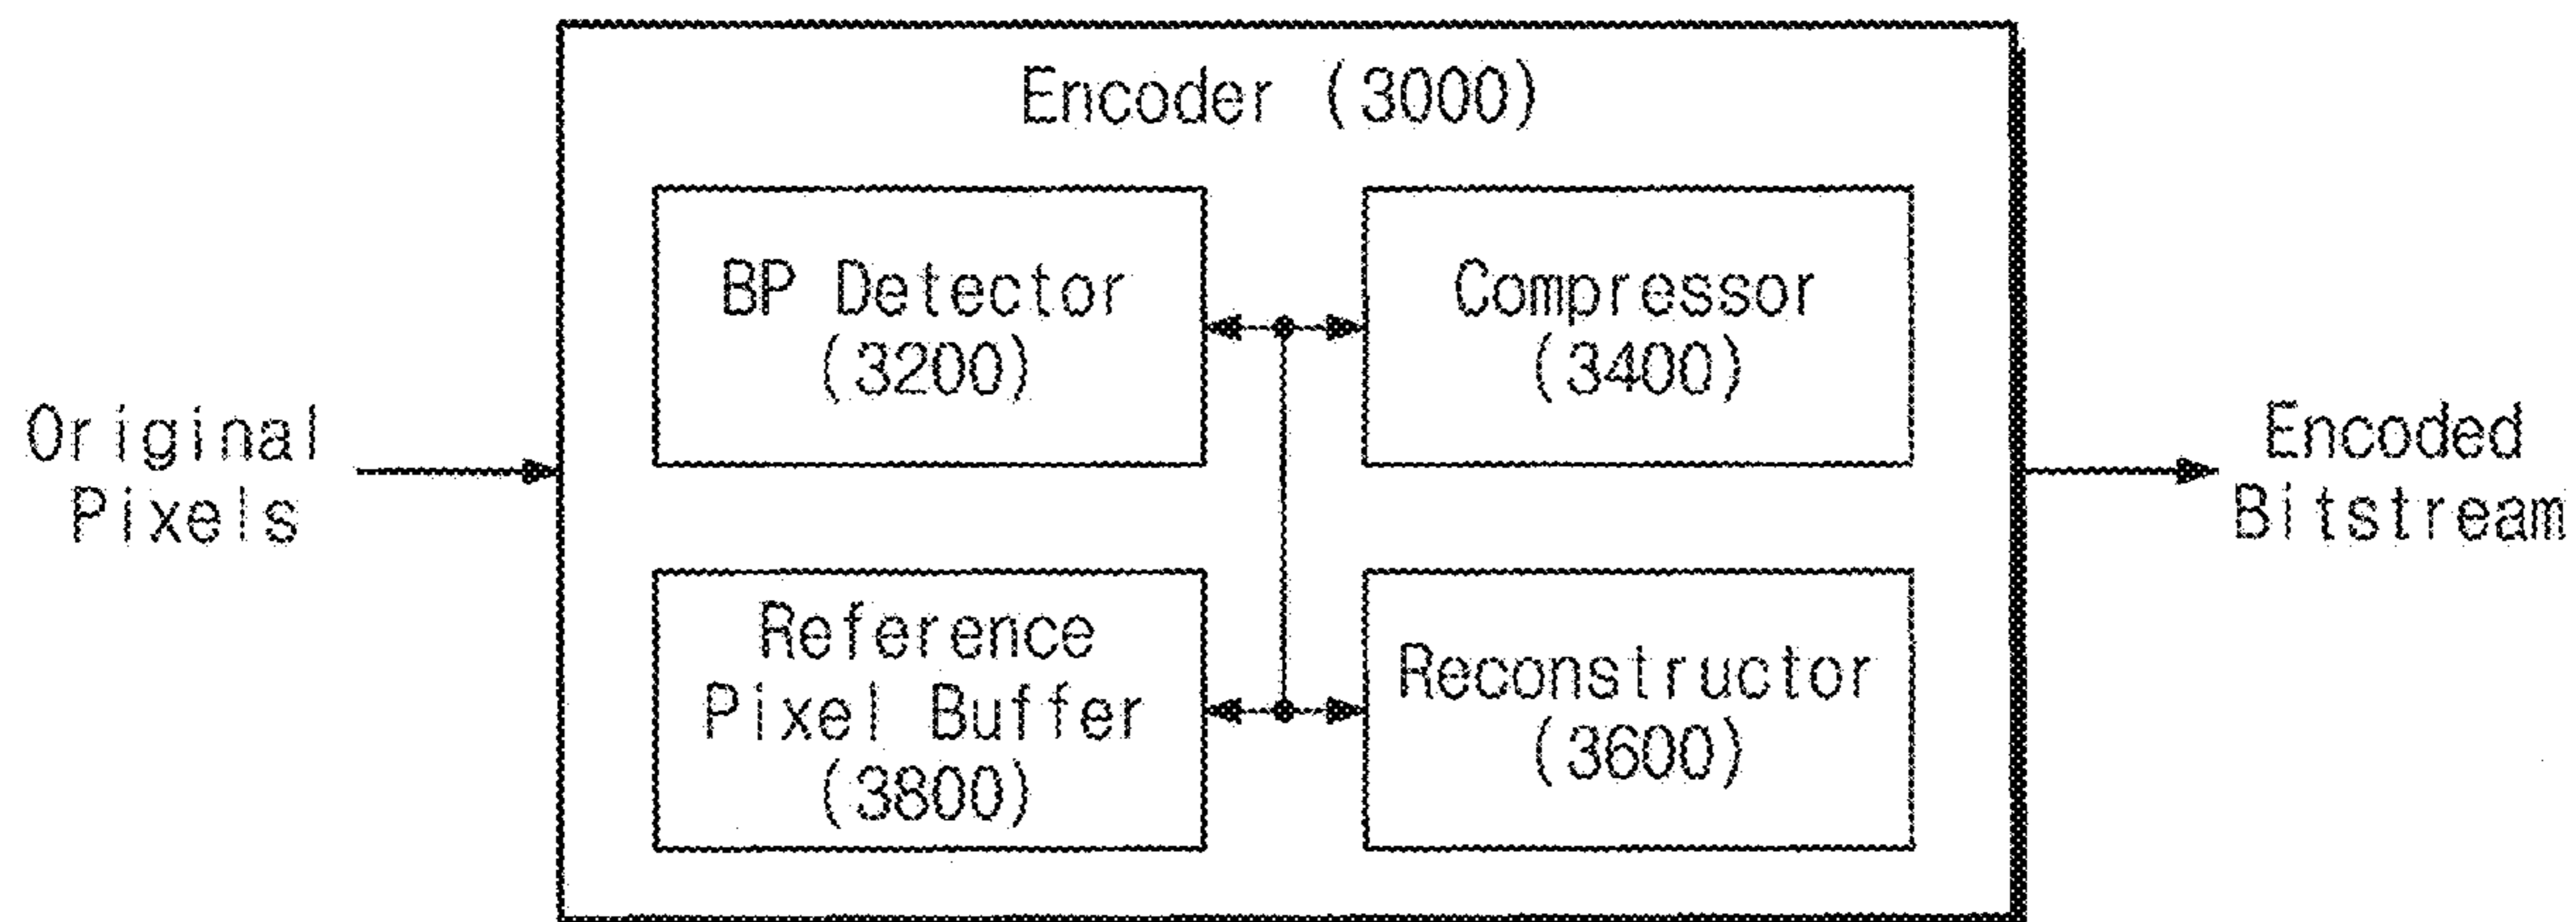 Encoder (3000)
BP Detector
(3200)
Compressor
(3400)
Original
Pixels
Encoded
Bitstream
Reference
Pixel Buffer
(3800)
Reconstructor
(3600)